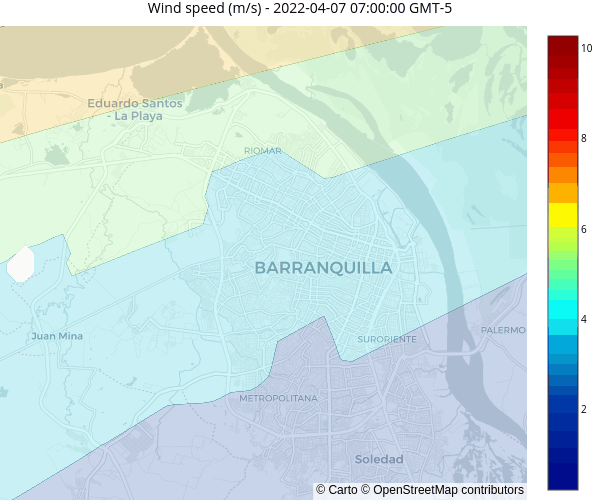 Wind speed (m/s) - 2022-04-07 07:00:00 GMT-5
10
Eduardo Santos
- La Playa
8
RIOMAR
6
BARRANQUILLA
4
Juan Mina
SURORIENTE
PALERMO
METROPOLITANA
2
Soledad
© Carto © OpenStreetMap contributors